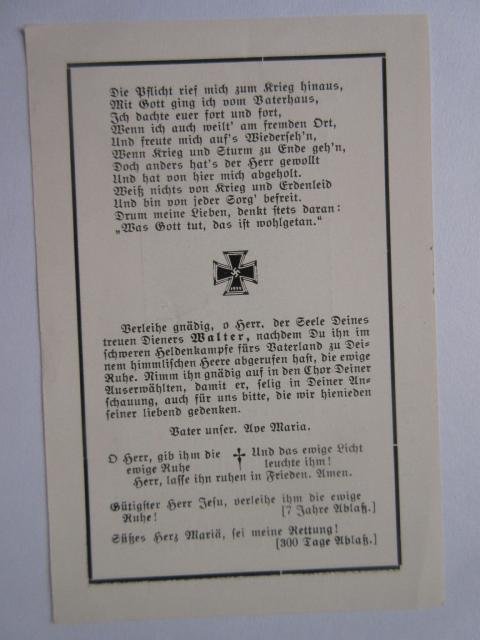 Die Pflicht rief mich zum Krieg hinaus,
Mit Gott ging ich vom Vaterhaus,
Ich dachte euer fort und fort,
Wenn ich auch weilt' am fremden Ort,
Und freute mich auf's Wiederseh'n,
Wenn Krieg und Sturm zu Ende geh'n,
Doch anders hat's der Herr gewollt
Und hat von hier mich abgeholt.
Weiß nichts von Krieg und Erdenleid
Und bin von jeder Sorg' befreit.
Drum meine Lieben, denkt stets daran:
„Was Gott tut, das ist wohlgetan."
1939
Verleihe gnädig, o Herr, der Seele Deines
treuen Dieners Walter, nachdem Du ihn im
schweren Heldenkampfe fürs Vaterland zu Dei-
nem himmlischen Heere abgerufen hast, die ewige
Ruhe. Nimm ihn gnädig auf in den Chor Deiner
Auserwählten, damit er, selig in Deiner An-
schauung, auch für uns bitte, die wir hienieden
seiner liebend gedenken.
Vater unser. Ave Maria.
O Herr, gib ihm die ewige Ruhe
Und das ewige Licht leuchte ihm!
Herr, lasse ihn ruhen in Frieden. Amen.
Gütigster Herr Jesu, verleihe ihm die ewige
Ruhe! [7 Jahre Ablaß.]
Süßes Herz Mariä, sei meine Rettung!
[300 Tage Ablaß.]